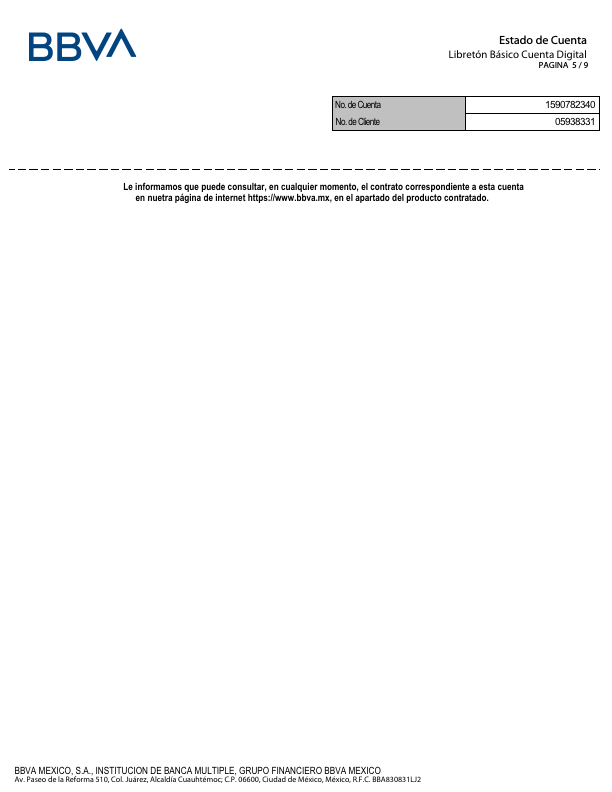 BBVA
Estado de Cuenta
Libretón Básico Cuenta Digital
PAGINA 5 / 9
No. de Cuenta 1590782340
No. de Cliente 05938331
Le informamos que puede consultar, en cualquier momento, el contrato correspondiente a esta cuenta
en nuetra página de internet https://www.bbva.mx, en el apartado del producto contratado.
BBVA MEXICO, S.A., INSTITUCION DE BANCA MULTIPLE, GRUPO FINANCIERO BBVA MEXICO
Av. Paseo de la Reforma 510, Col. Juárez, Alcaldía Cuauhtémoc; C.P. 06600, Ciudad de México, México, R.F.C. BBA830831LJ2